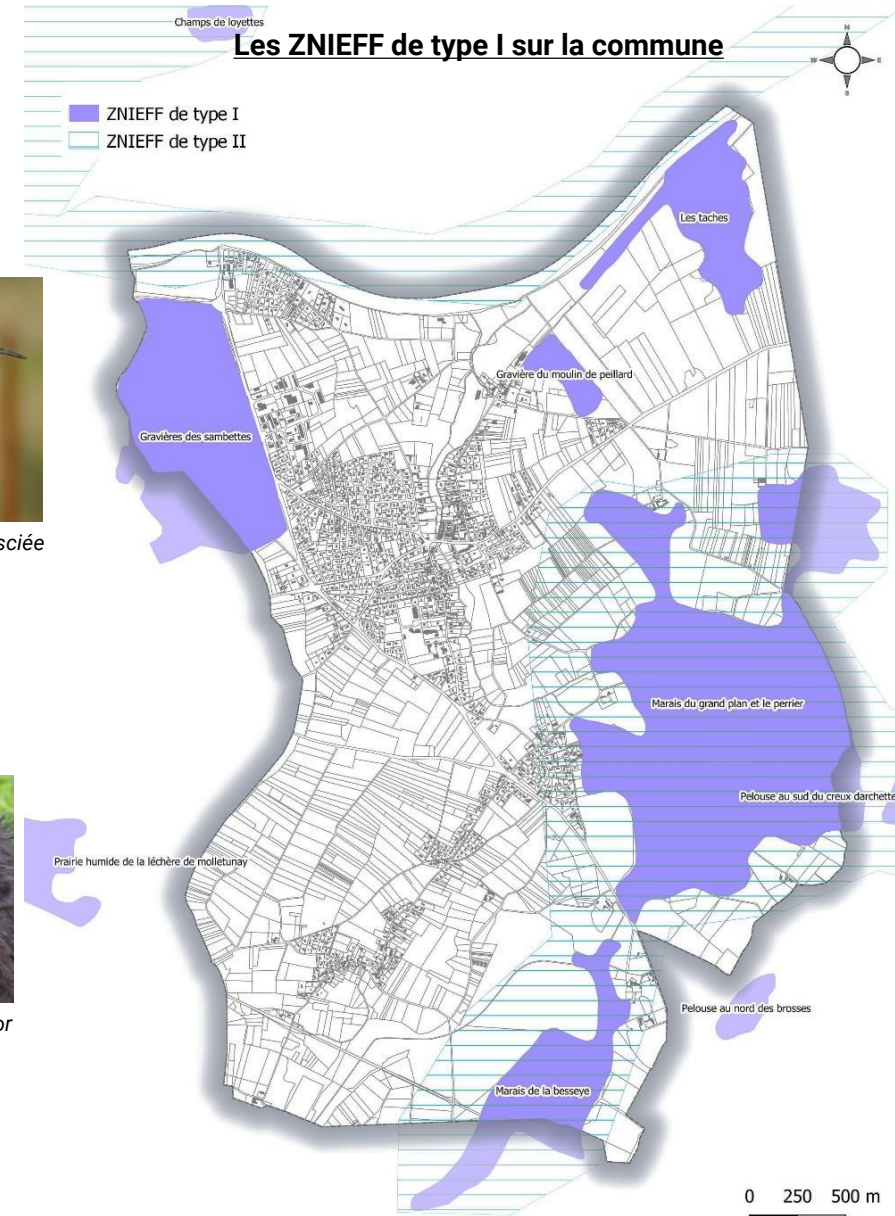 Champs de loyettes
Les ZNIEFF de type I sur la commune
N
W
E
S
ZNIEFF de type I
ZNIEFF de type II
Les taches
Gravière du moulin de peillard
Gravières des sambettes
sciée
Marais du grand plan et le perrier
Pelouse au sud du creux darchette
Prairie humide de la léchère de molletunay
or
Pelouse au nord des brosses
Marais de la besseye
0 250 500 m